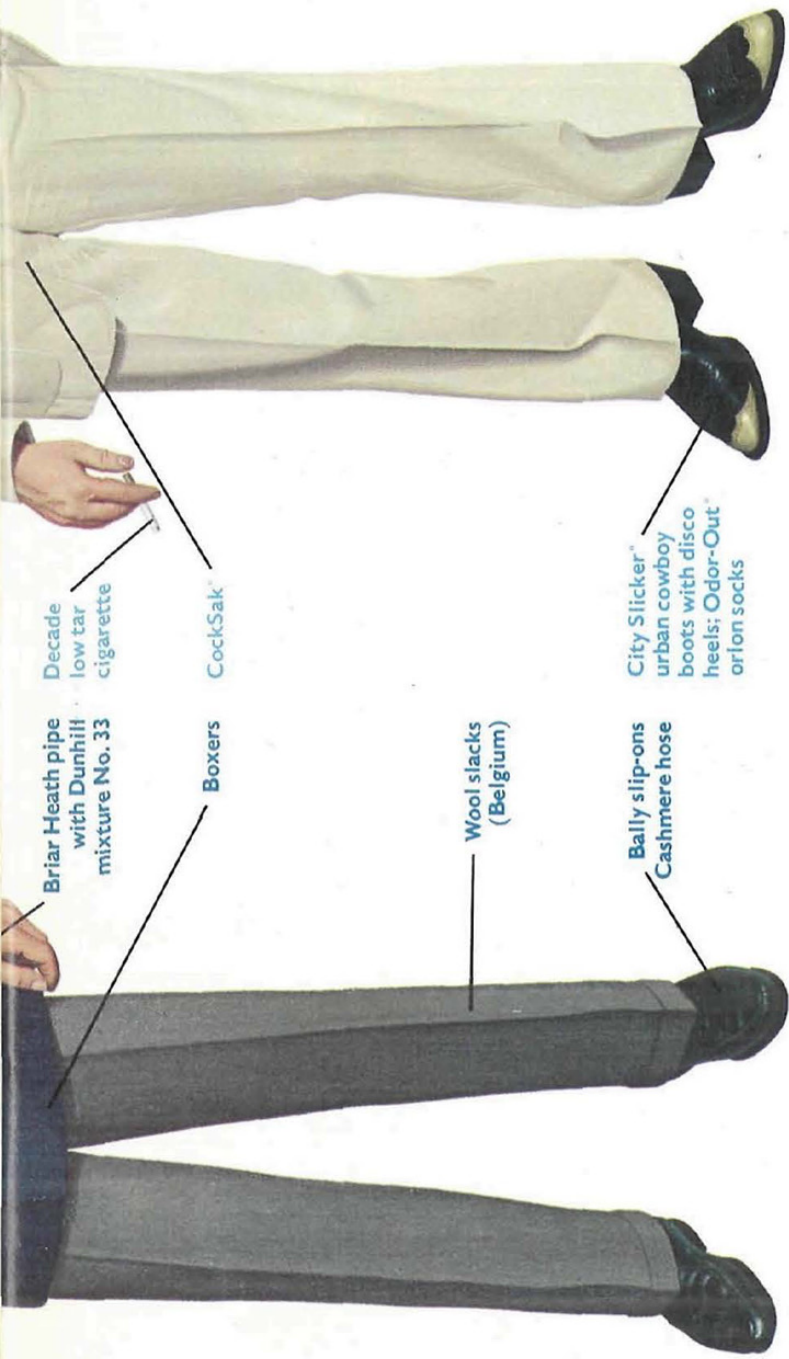 Briar Heath pipe
with Dunhill
mixture No. 33
Boxers
Wool slacks
(Belgium)
Bally slip-ons
Cashmere hose
Decade
low tar
cigarette
CockSak®
City Slicker®
urban cowboy
boots with disco
heels; Odor-Out®
orlon socks